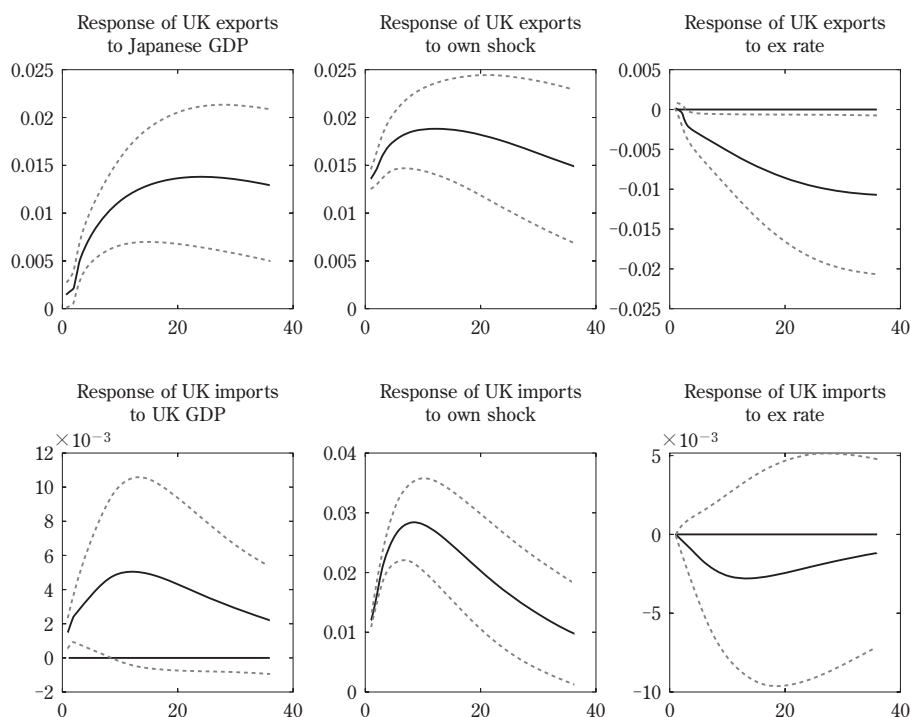 Response of UK exports
to Japanese GDP
Response of UK exports
to own shock
Response of UK exports
to ex rate
0.025
0.02
0.015
0.01
0.005
0
0 20 40
0.025
0.02
0.015
0.01
0.005
0
0 20 40
0.005
0
−0.005
−0.01
−0.015
−0.02
−0.025
0 20 40
Response of UK imports
to UK GDP
Response of UK imports
to own shock
Response of UK imports
to ex rate
×10⁻³
12
10
8
6
4
2
0
−2
0 20 40
0.04
0.03
0.02
0.01
0
0 20 40
×10⁻³
5
0
−5
−10
0 20 40